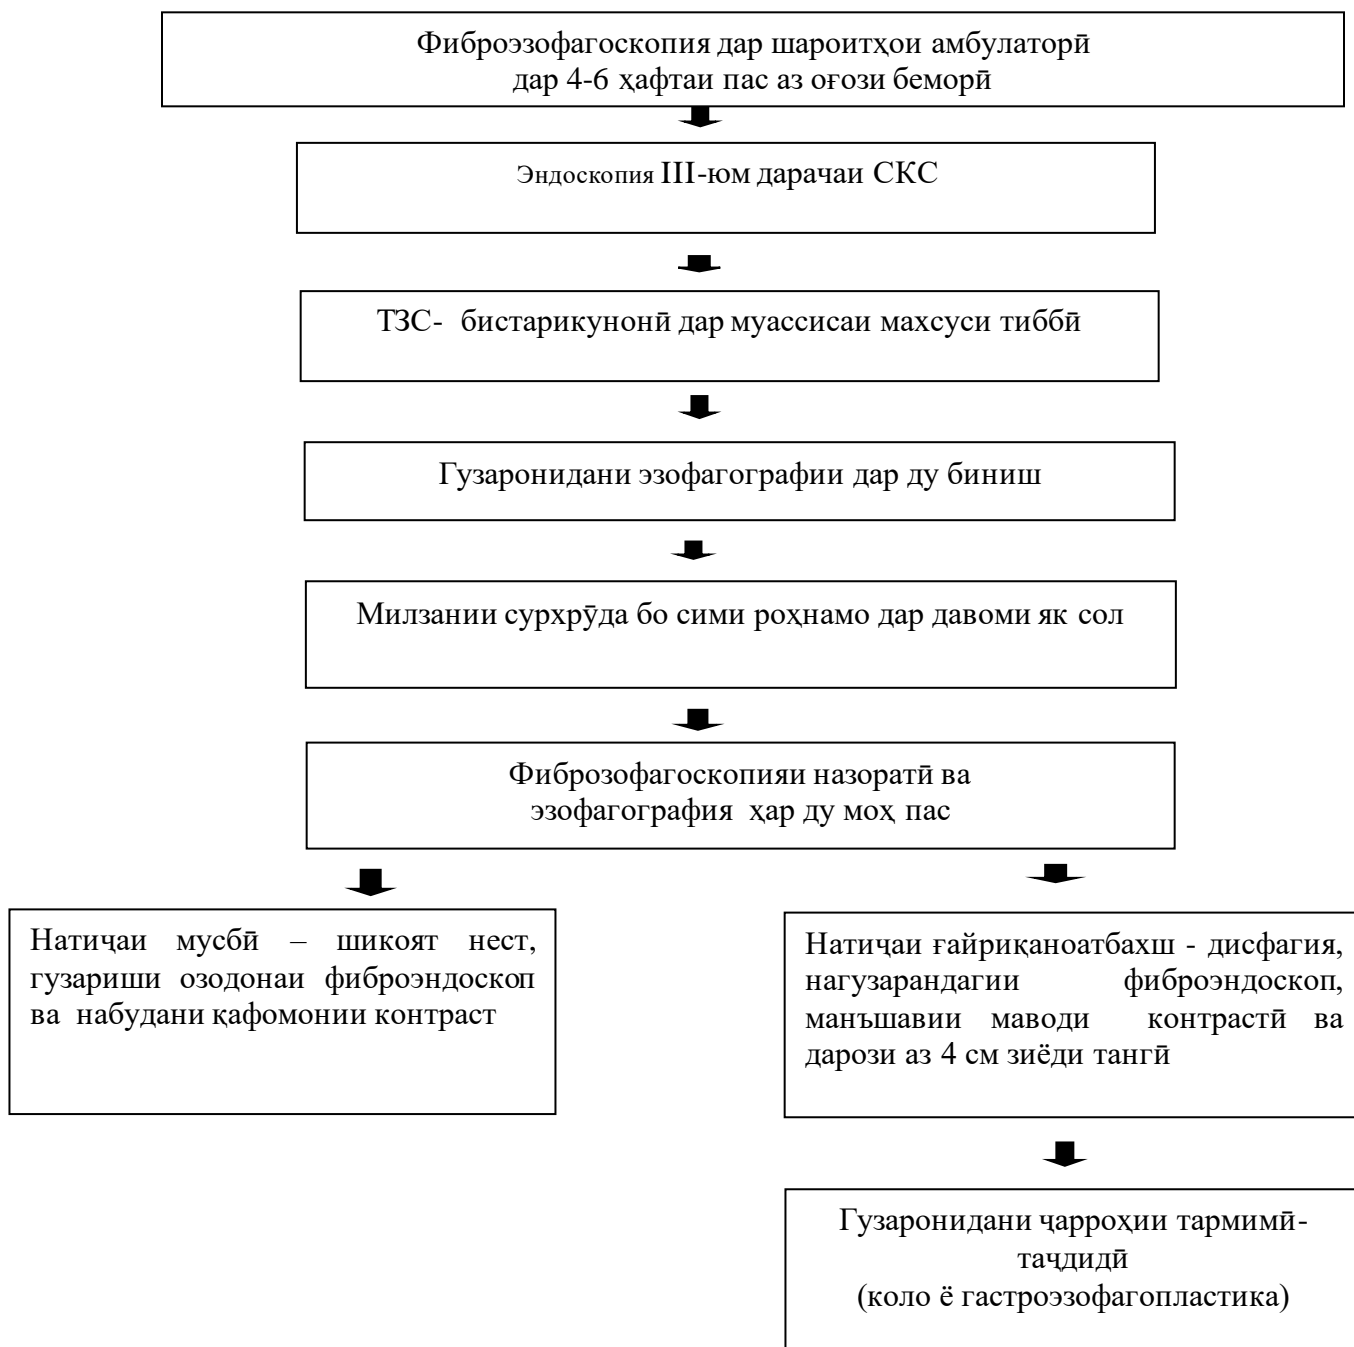 Фиброэзофагоскопия дар шароитҳои амбулаторӣ
дар 4-6 ҳафтаи пас аз оғози беморӣ
Эндоскопия III-юм дарачаи СКС
ТЗС- бистарикунонӣ дар муассисаи махсуси тиббӣ
Гузаронидани эзофагографии дар ду биниш
Милзании сурхрӯда бо сими роҳнамо дар давоми як сол
Фиброзофагоскопияи назоратӣ ва
эзофагография ҳар ду моҳ пас
Натиҷаи мусбӣ – шикоят нест,
гузариши озодонаи фиброэндоскоп
ва набудани қафомонии контраст
Натиҷаи ғайриқаноатбахш - дисфагия,
нагузарандагии фиброэндоскоп,
манъшавии маводи контрастӣ ва
дарози аз 4 см зиёди тангӣ
Гузаронидани ҷарроҳии тармимӣ-
таҷдидӣ
(коло ё гастроэзофагопластика)